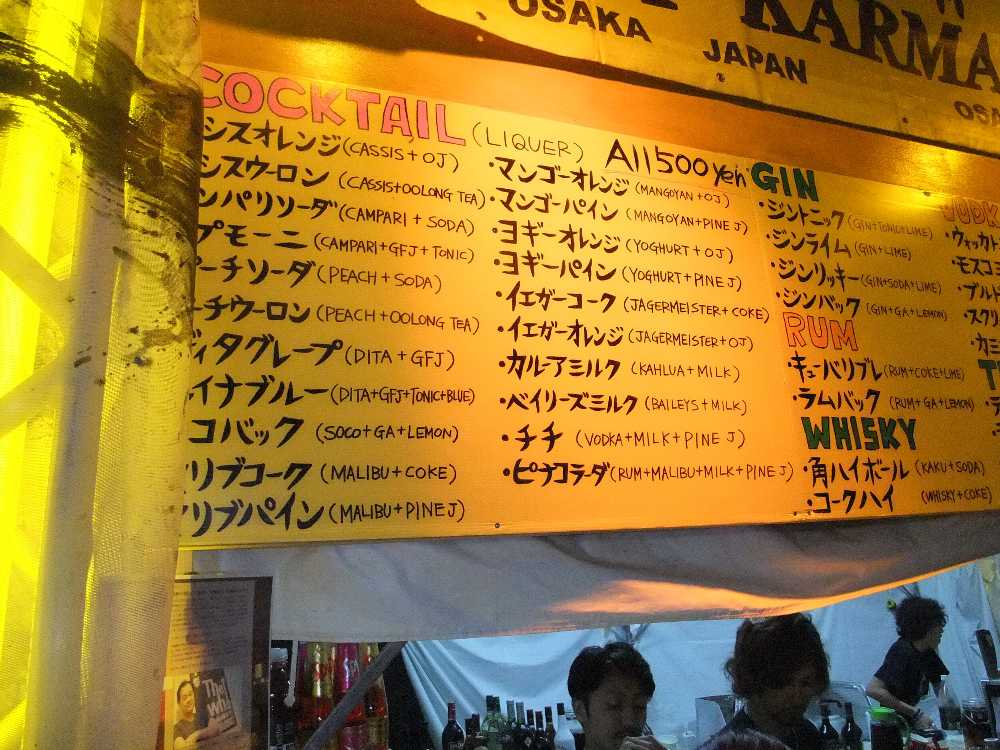 OSAKA
JAPAN
KARMA
OSA
COCKTAIL (LIQUER) All 500 yen
シスオレンジ (CASSIS + OJ)
シスウーロン (CASSIS+OOLONG TEA)
ンパリソーダ (CAMPARI + SODA)
プモーニ (CAMPARI+GFJ+TONIC)
ーチソーダ (PEACH + SODA)
ーチウーロン (PEACH + OOLONG TEA)
ィタグレープ (DITA + GFJ)
イナブルー (DITA+GFJ+TONIC+BLUE)
コバック (SOCO+GA+LEMON)
リブコーク (MALIBU + COKE)
リブパイン (MALIBU + PINE J)
・マンゴーオレンジ (MANGOYAN +OJ)
・マンゴーパイン (MANGOYAN+PINE J)
・ヨギーオレンジ (YOGHURT + OJ)
・ヨギーパイン (YOGHURT + PINE J)
・イエガーコーク (JAGERMEISTER + COKE)
・イエガーオレンジ (JAGERMEISTER + OJ)
・カルーアミルク (KAHLUA + MILK)
・ベイリーズミルク (BAILEYS + MILK)
・チチ (VODKA+MILK+PINE J)
・ピナコラーダ (RUM+MALIBU+MILK+PINE J)
GIN
・ジントニック (GIN+TONIC+LIME)
・ジンライム (GIN+LIME)
・ジンリッキー (GIN+SODA+LIME)
・ジンバック (GIN+GA+LEMON)
RUM
・キューバリブレ (RUM+COKE+LIME)
・ラムバック (RUM+GA+LEMON)
WHISKY
・角ハイボール (KAKU+SODA)
・コークハイ (WHISKY+COKE)
VODK
・ウォッカト
・モスコミ
・ブルド
・スクリ
・カミ
T
The
wh